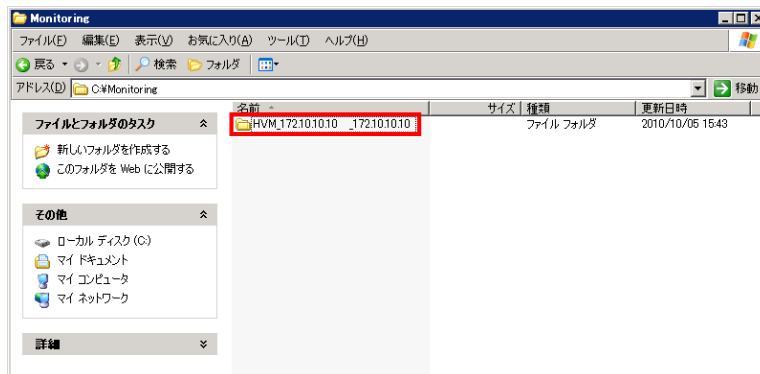 Monitoring
ファイル(F) 編集(E) 表示(V) お気に入り(A) ツール(T) ヘルプ(H)
戻る 検索 フォルダ
アドレス(D) C:¥Monitoring 移動
名前 サイズ 種類 更新日時
HVM_172.10.10.10 _172.10.10.10 ファイル フォルダ 2010/10/05 15:43
ファイルとフォルダのタスク
新しいフォルダを作成する
このフォルダを Web に公開する
その他
ローカル ディスク (C:)
マイ ドキュメント
マイ コンピュータ
マイ ネットワーク
詳細